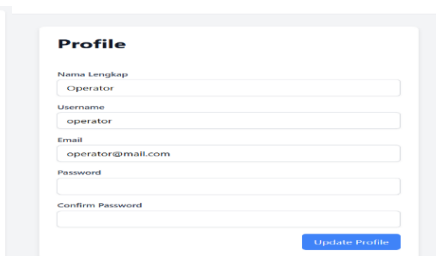 Profile
Nama Lengkap
Operator
Username
operator
Email
operator@mail.com
Password
Confirm Password
Update Profile